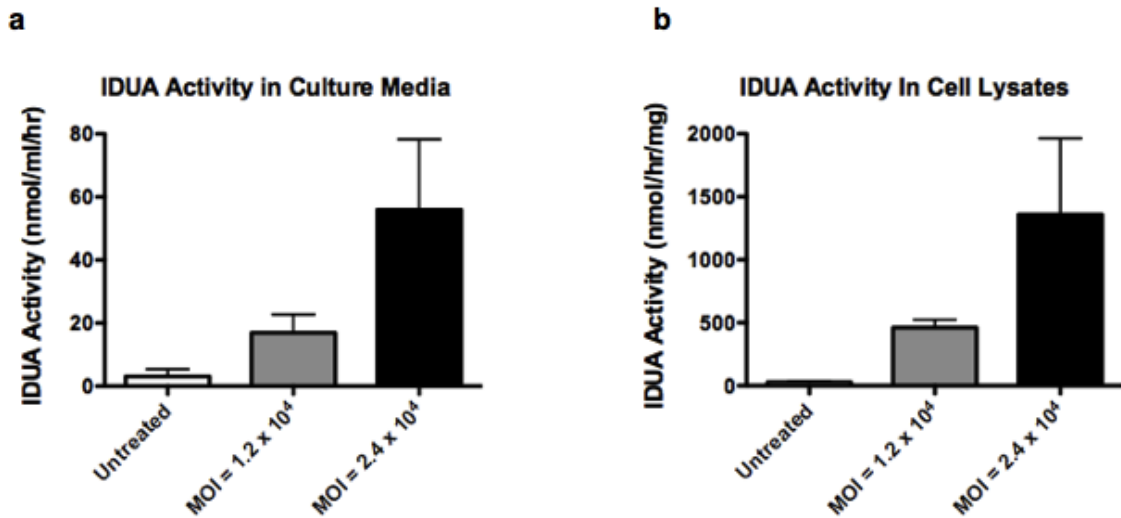 a
IDUA Activity in Culture Media
IDUA Activity (nmol/ml/hr)
80
60
40
20
0
Untreated
MOI = 1.2 x 10⁴
MOI = 2.4 x 10⁴
b
IDUA Activity In Cell Lysates
IDUA Activity (nmol/hr/mg)
2000
1500
1000
500
0
Untreated
MOI = 1.2 x 10⁴
MOI = 2.4 x 10⁴